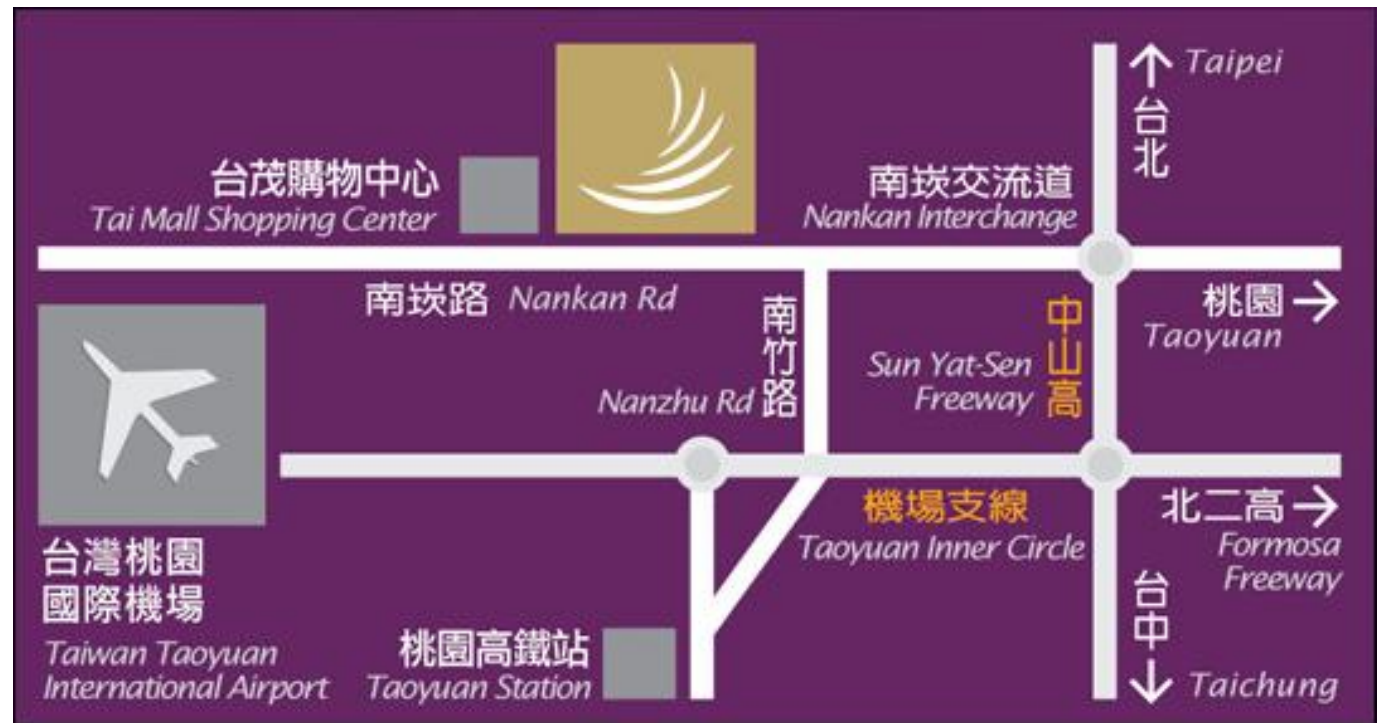 Taipei
台北
台茂購物中心
Tai Mall Shopping Center
南崁交流道
Nankan Interchange
南崁路 Nankan Rd
南竹路
Nanzhu Rd
中山高
Sun Yat-Sen
Freeway
桃園
Taoyuan
機場支線
Taoyuan Inner Circle
北二高
Formosa
Freeway
台灣桃園
國際機場
Taiwan Taoyuan
International Airport
桃園高鐵站
Taoyuan Station
台中
Taichung